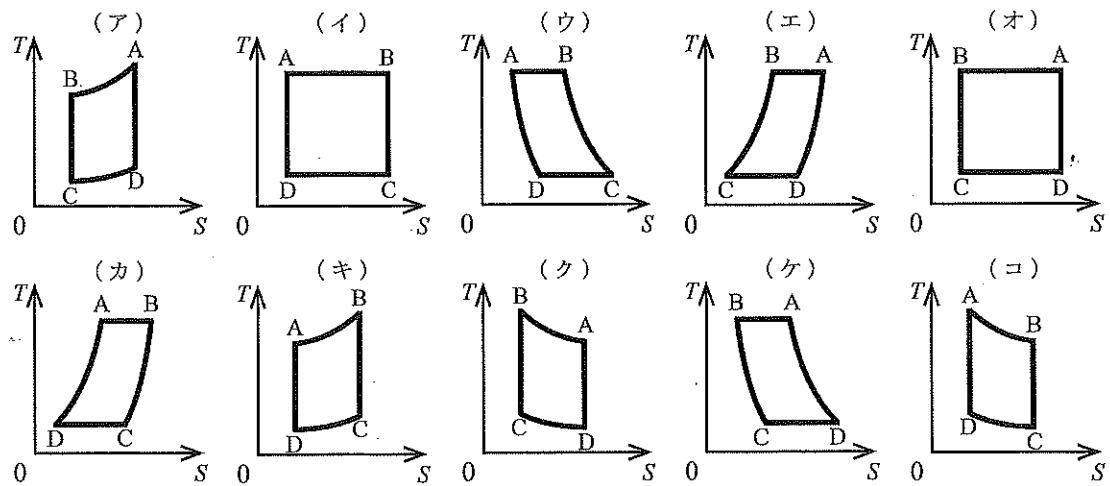 (ア) (イ) (ウ) (エ) (オ)
T A B C D 0 S
T A B D C 0 S
T A B D C 0 S
T B A C D 0 S
T B A C D 0 S
(カ) (キ) (ク) (ケ) (コ)
T A B D C 0 S
T B A D C 0 S
T B A C D 0 S
T B A C D 0 S
T A B D C 0 S